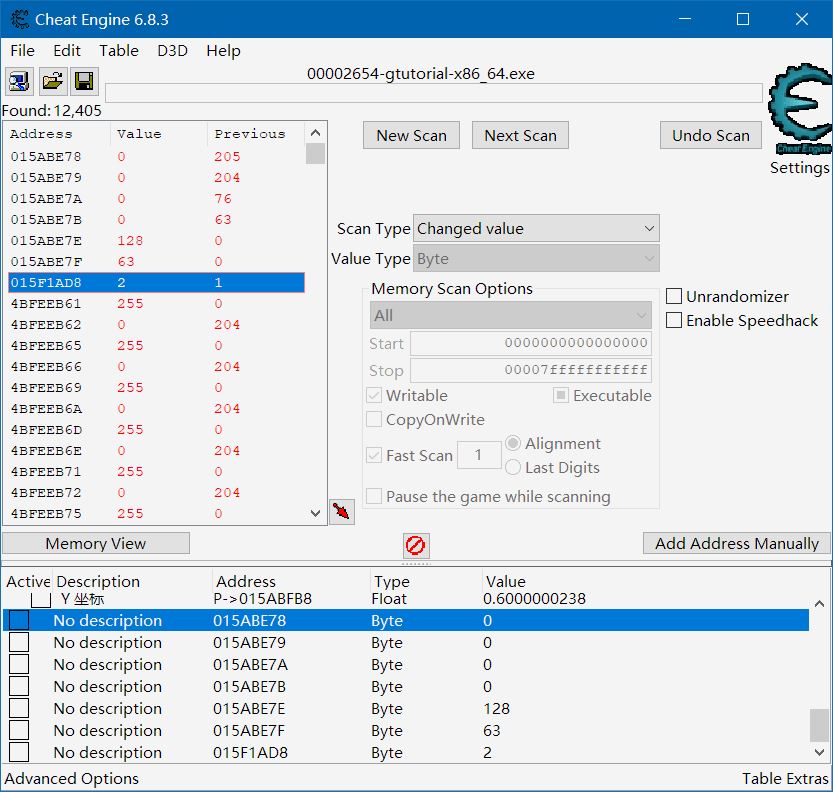 Cheat Engine 6.8.3
File Edit Table D3D Help
00002654-gtutorial-x86_64.exe
Found: 12,405
Address Value Previous
015ABE78 0 205
015ABE79 0 204
015ABE7A 0 76
015ABE7B 0 63
015ABE7E 128 0
015ABE7F 63 0
015F1AD8 2 1
4BFEEB61 255 0
4BFEEB62 0 204
4BFEEB65 255 0
4BFEEB66 0 204
4BFEEB69 255 0
4BFEEB6A 0 204
4BFEEB6D 255 0
4BFEEB6E 0 204
4BFEEB71 255 0
4BFEEB72 0 204
4BFEEB75 255 0
New Scan Next Scan Undo Scan
Cheat Engine
Settings
Scan Type Changed value
Value Type Byte
Memory Scan Options
All
Start 0000000000000000
Stop 00007fffffffffff
Writable Executable
CopyOnWrite
Fast Scan 1 Alignment
Last Digits
Pause the game while scanning
Unrandomizer
Enable Speedhack
Memory View Add Address Manually
Active Description Address Type Value
Y 坐标 P->015ABFB8 Float 0.6000000238
No description 015ABE78 Byte 0
No description 015ABE79 Byte 0
No description 015ABE7A Byte 0
No description 015ABE7B Byte 0
No description 015ABE7E Byte 128
No description 015ABE7F Byte 63
No description 015F1AD8 Byte 2
Advanced Options Table Extras